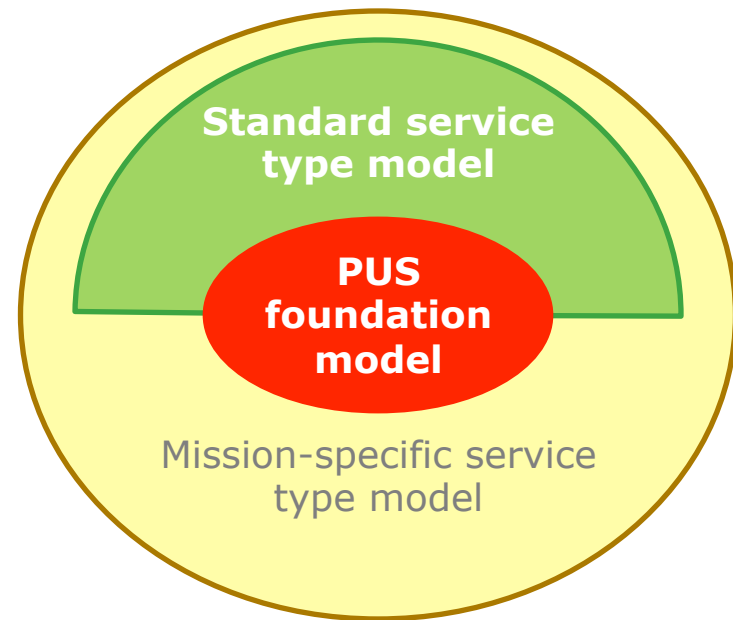 Standard service
type model
PUS
foundation
model
Mission-specific service
type model